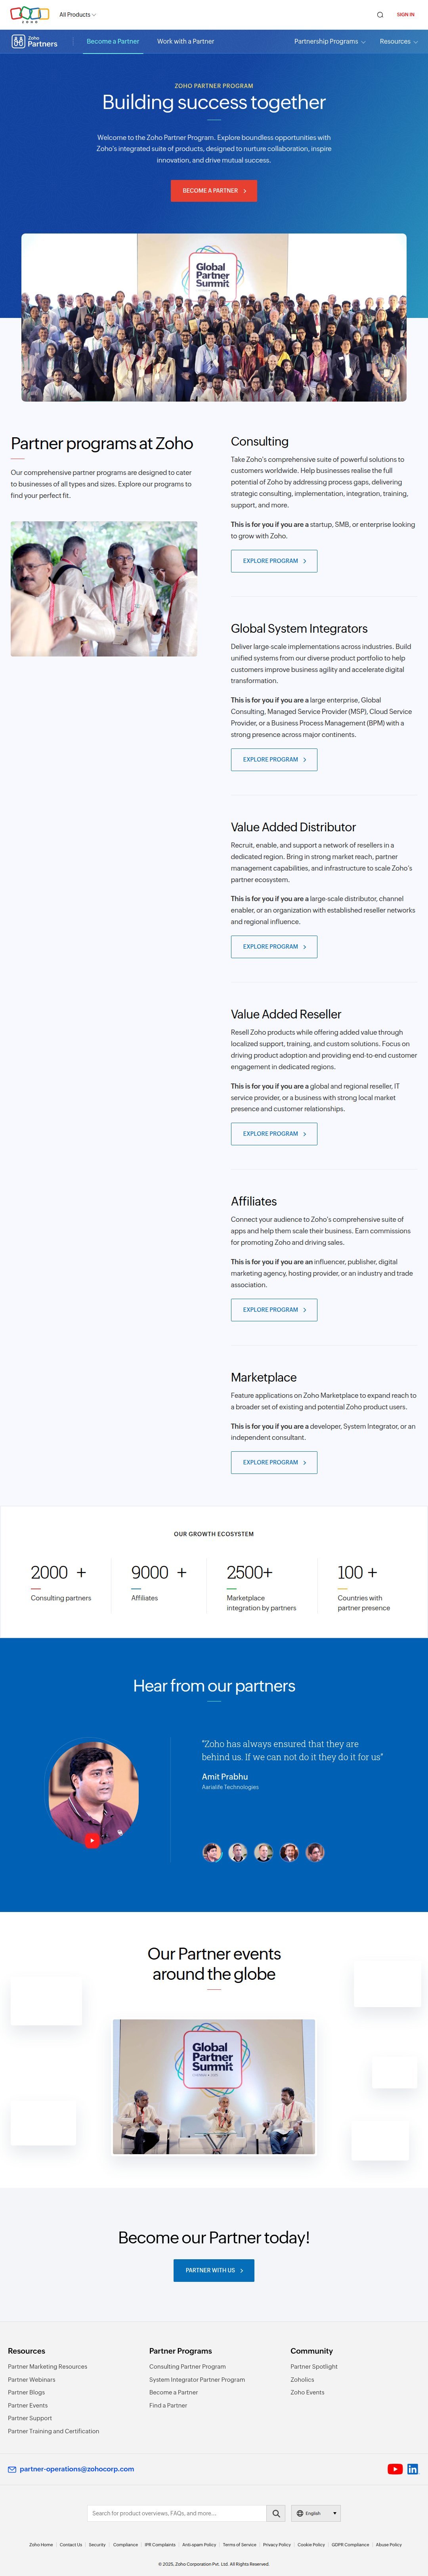 ZOHO
All Products
SIGN IN
Zoho
Partners
Become a Partner
Work with a Partner
Partnership Programs
Resources
ZOHO PARTNER PROGRAM
Building success together
Welcome to the Zoho Partner Program. Explore boundless opportunities with
Zoho's integrated suite of products, designed to nurture collaboration, inspire
innovation, and drive mutual success.
BECOME A PARTNER
Global
Partner
Summit
Partner programs at Zoho
Our comprehensive partner programs are designed to cater
to businesses of all types and sizes. Explore our programs to
find your perfect fit.
Consulting
Take Zoho's comprehensive suite of powerful solutions to
customers worldwide. Help businesses realise the full
potential of Zoho by addressing process gaps, delivering
strategic consulting, implementation, integration, training,
support, and more.
This is for you if you are a startup, SMB, or enterprise looking
to grow with Zoho.
EXPLORE PROGRAM
Global System Integrators
Deliver large-scale implementations across industries. Build
unified systems from our diverse product portfolio to help
customers improve business agility and accelerate digital
transformation.
This is for you if you are a large enterprise, Global
Consulting, Managed Service Provider (MSP), Cloud Service
Provider, or a Business Process Management (BPM) with a
strong presence across major continents.
EXPLORE PROGRAM
Value Added Distributor
Recruit, enable, and support a network of resellers in a
dedicated region. Bring in strong market reach, partner
management capabilities, and infrastructure to scale Zoho's
partner ecosystem.
This is for you if you are a large-scale distributor, channel
enabler, or an organization with established reseller networks
and regional influence.
EXPLORE PROGRAM
Value Added Reseller
Resell Zoho products while offering added value through
localized support, training, and custom solutions. Focus on
driving product adoption and providing end-to-end customer
engagement in dedicated regions.
This is for you if you are a global and regional reseller, IT
service provider, or a business with strong local market
presence and customer relationships.
EXPLORE PROGRAM
Affiliates
Connect your audience to Zoho's comprehensive suite of
apps and help them scale their business. Earn commissions
for promoting Zoho and driving sales.
This is for you if you are an influencer, publisher, digital
marketing agency, hosting provider, or an industry and trade
association.
EXPLORE PROGRAM
Marketplace
Feature applications on Zoho Marketplace to expand reach to
a broader set of existing and potential Zoho product users.
This is for you if you are a developer, System Integrator, or an
independent consultant.
EXPLORE PROGRAM
OUR GROWTH ECOSYSTEM
2000 +
Consulting partners
9000 +
Affiliates
2500+
Marketplace
integration by partners
100 +
Countries with
partner presence
Hear from our partners
"Zoho has always ensured that they are
behind us. If we can not do it they do it for us"
Amit Prabhu
Aarialife Technologies
Our Partner events
around the globe
Global
Partner
Summit
Become our Partner today!
PARTNER WITH US
Resources
Partner Marketing Resources
Partner Webinars
Partner Blogs
Partner Events
Partner Support
Partner Training and Certification
Partner Programs
Consulting Partner Program
System Integrator Partner Program
Become a Partner
Find a Partner
Community
Partner Spotlight
Zoholics
Zoho Events
partner-operations@zohocorp.com
Search for product overviews, FAQs, and more...
English
Zoho Home
Contact Us
Security
Compliance
IPR Complaints
Anti-spam Policy
Terms of Service
Privacy Policy
Cookie Policy
GDPR Compliance
Abuse Policy
© 2025, Zoho Corporation Pvt. Ltd. All Rights Reserved.